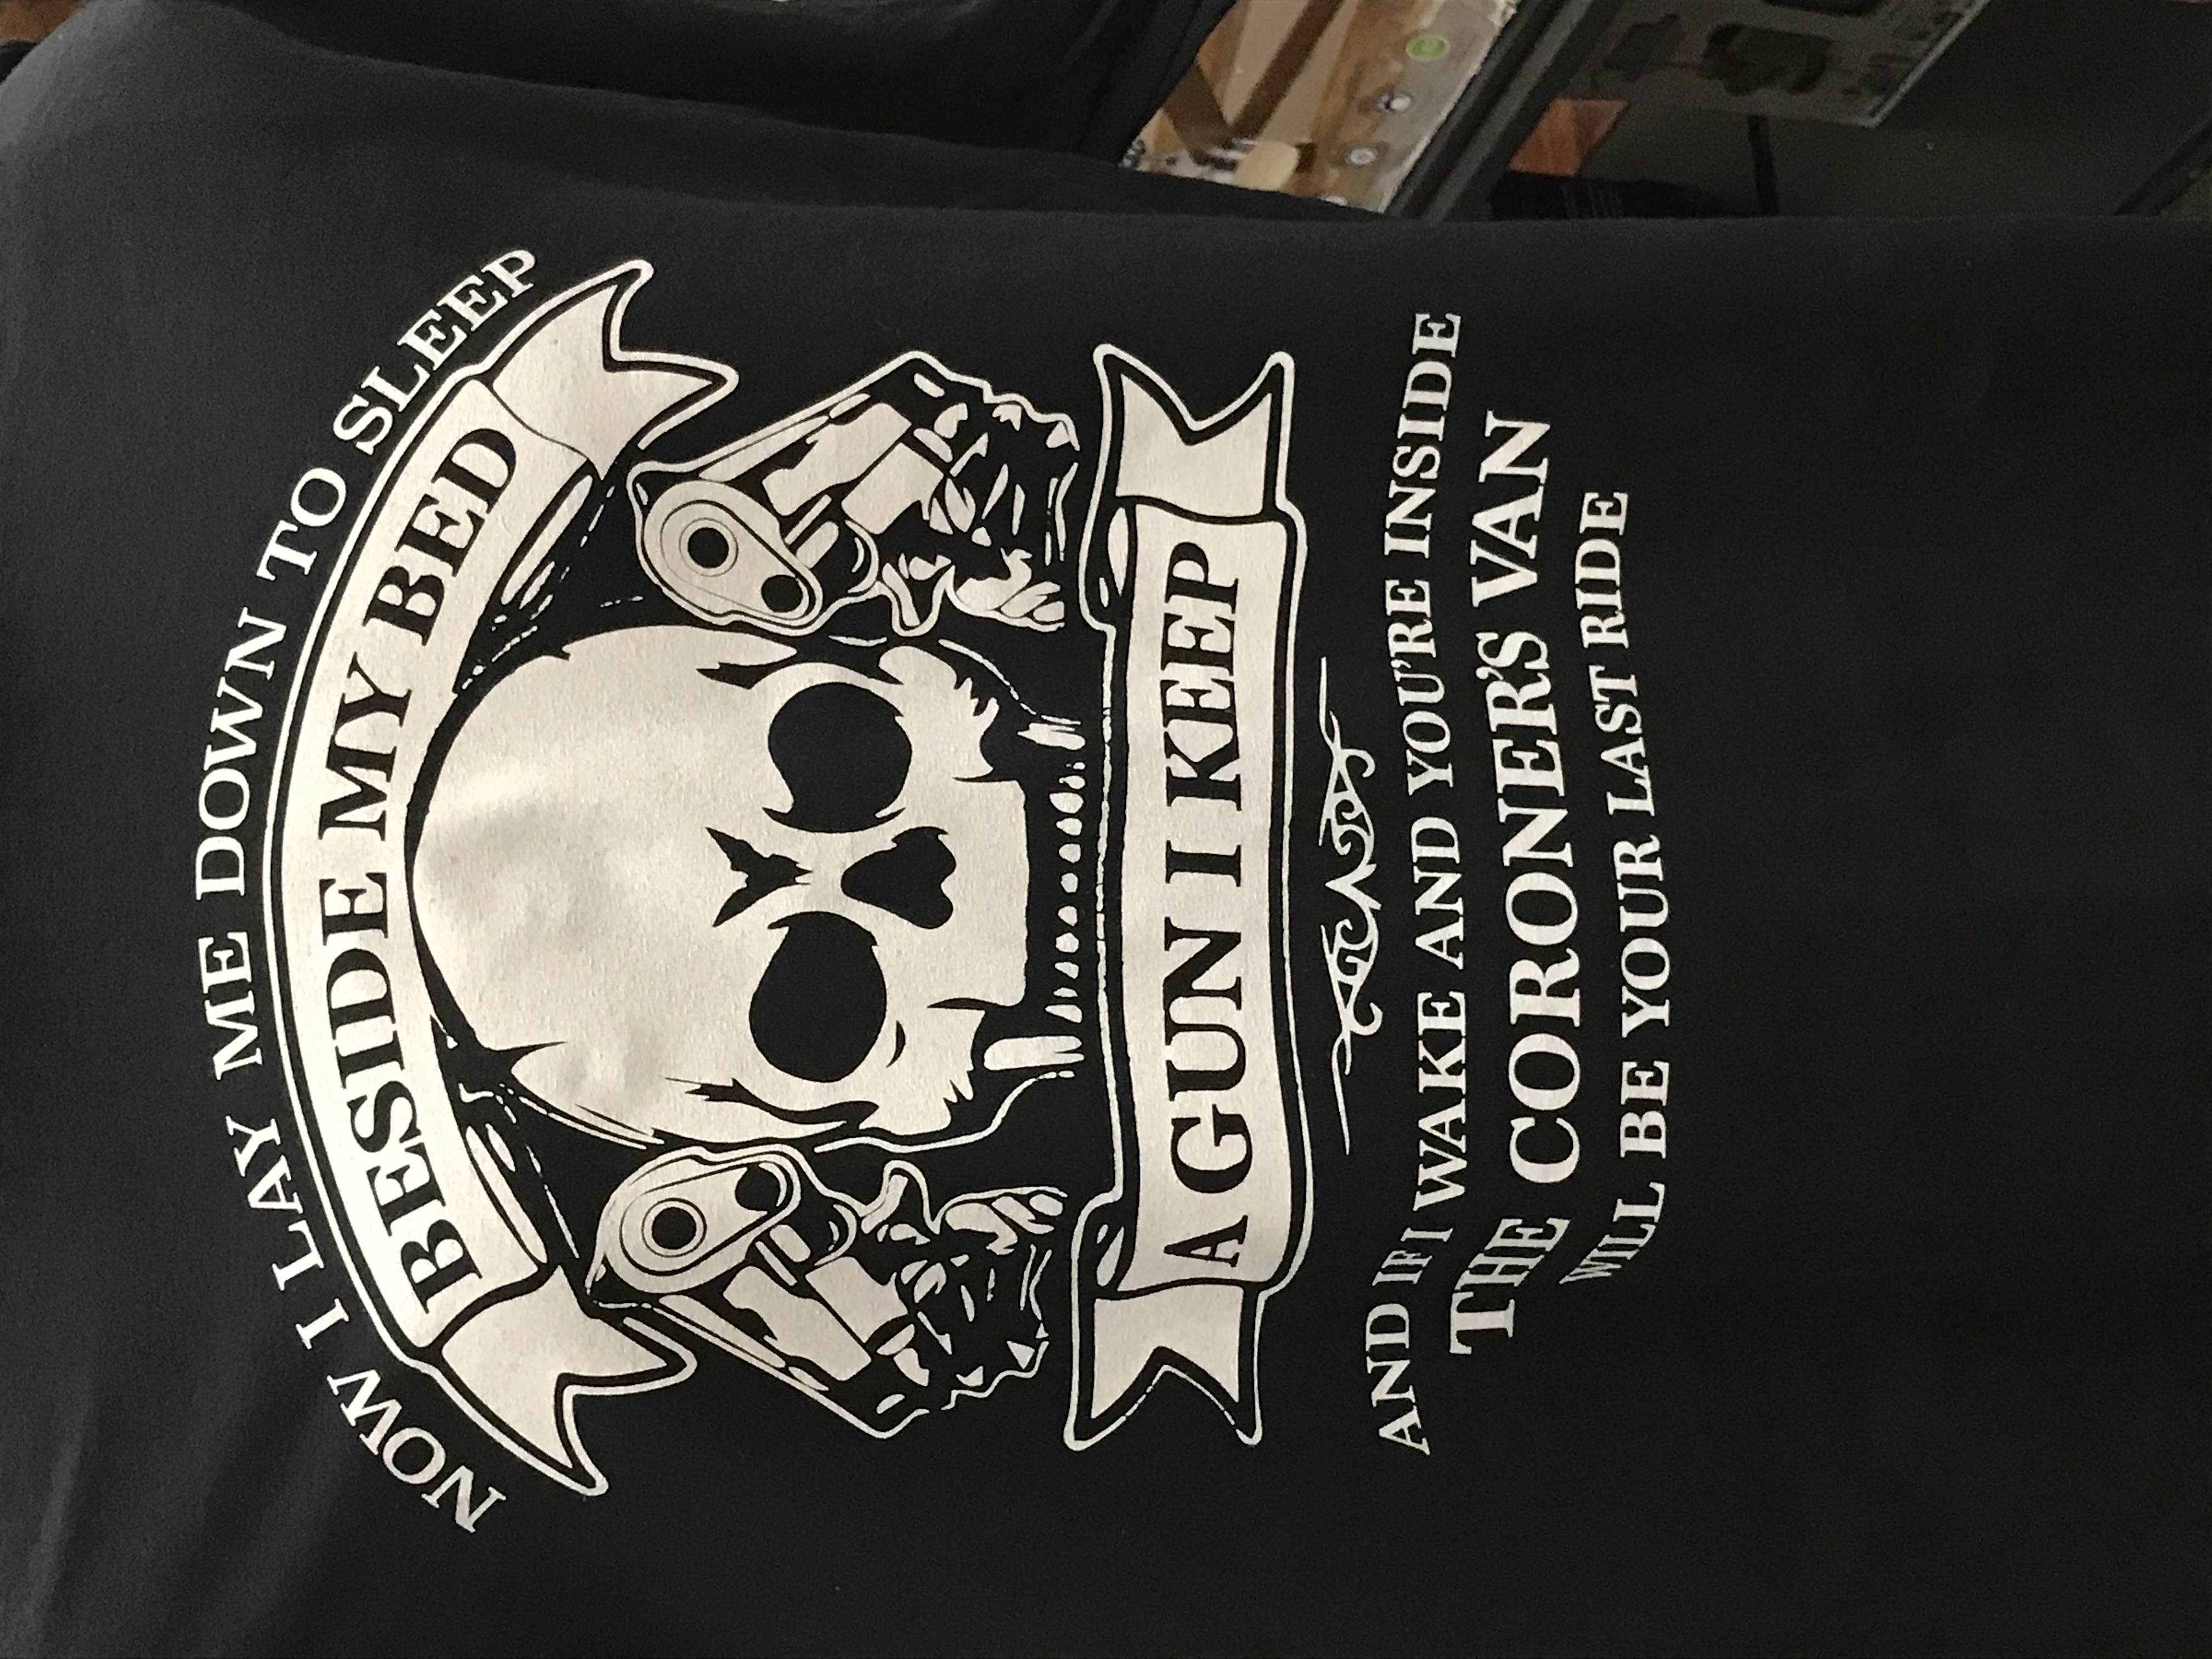 NOW I LAY ME DOWN TO SLEEP
BESIDE MY BED
A GUN I KEEP
AND IF I WAKE AND YOU'RE INSIDE
THE CORONER'S VAN
WILL BE YOUR LAST RIDE